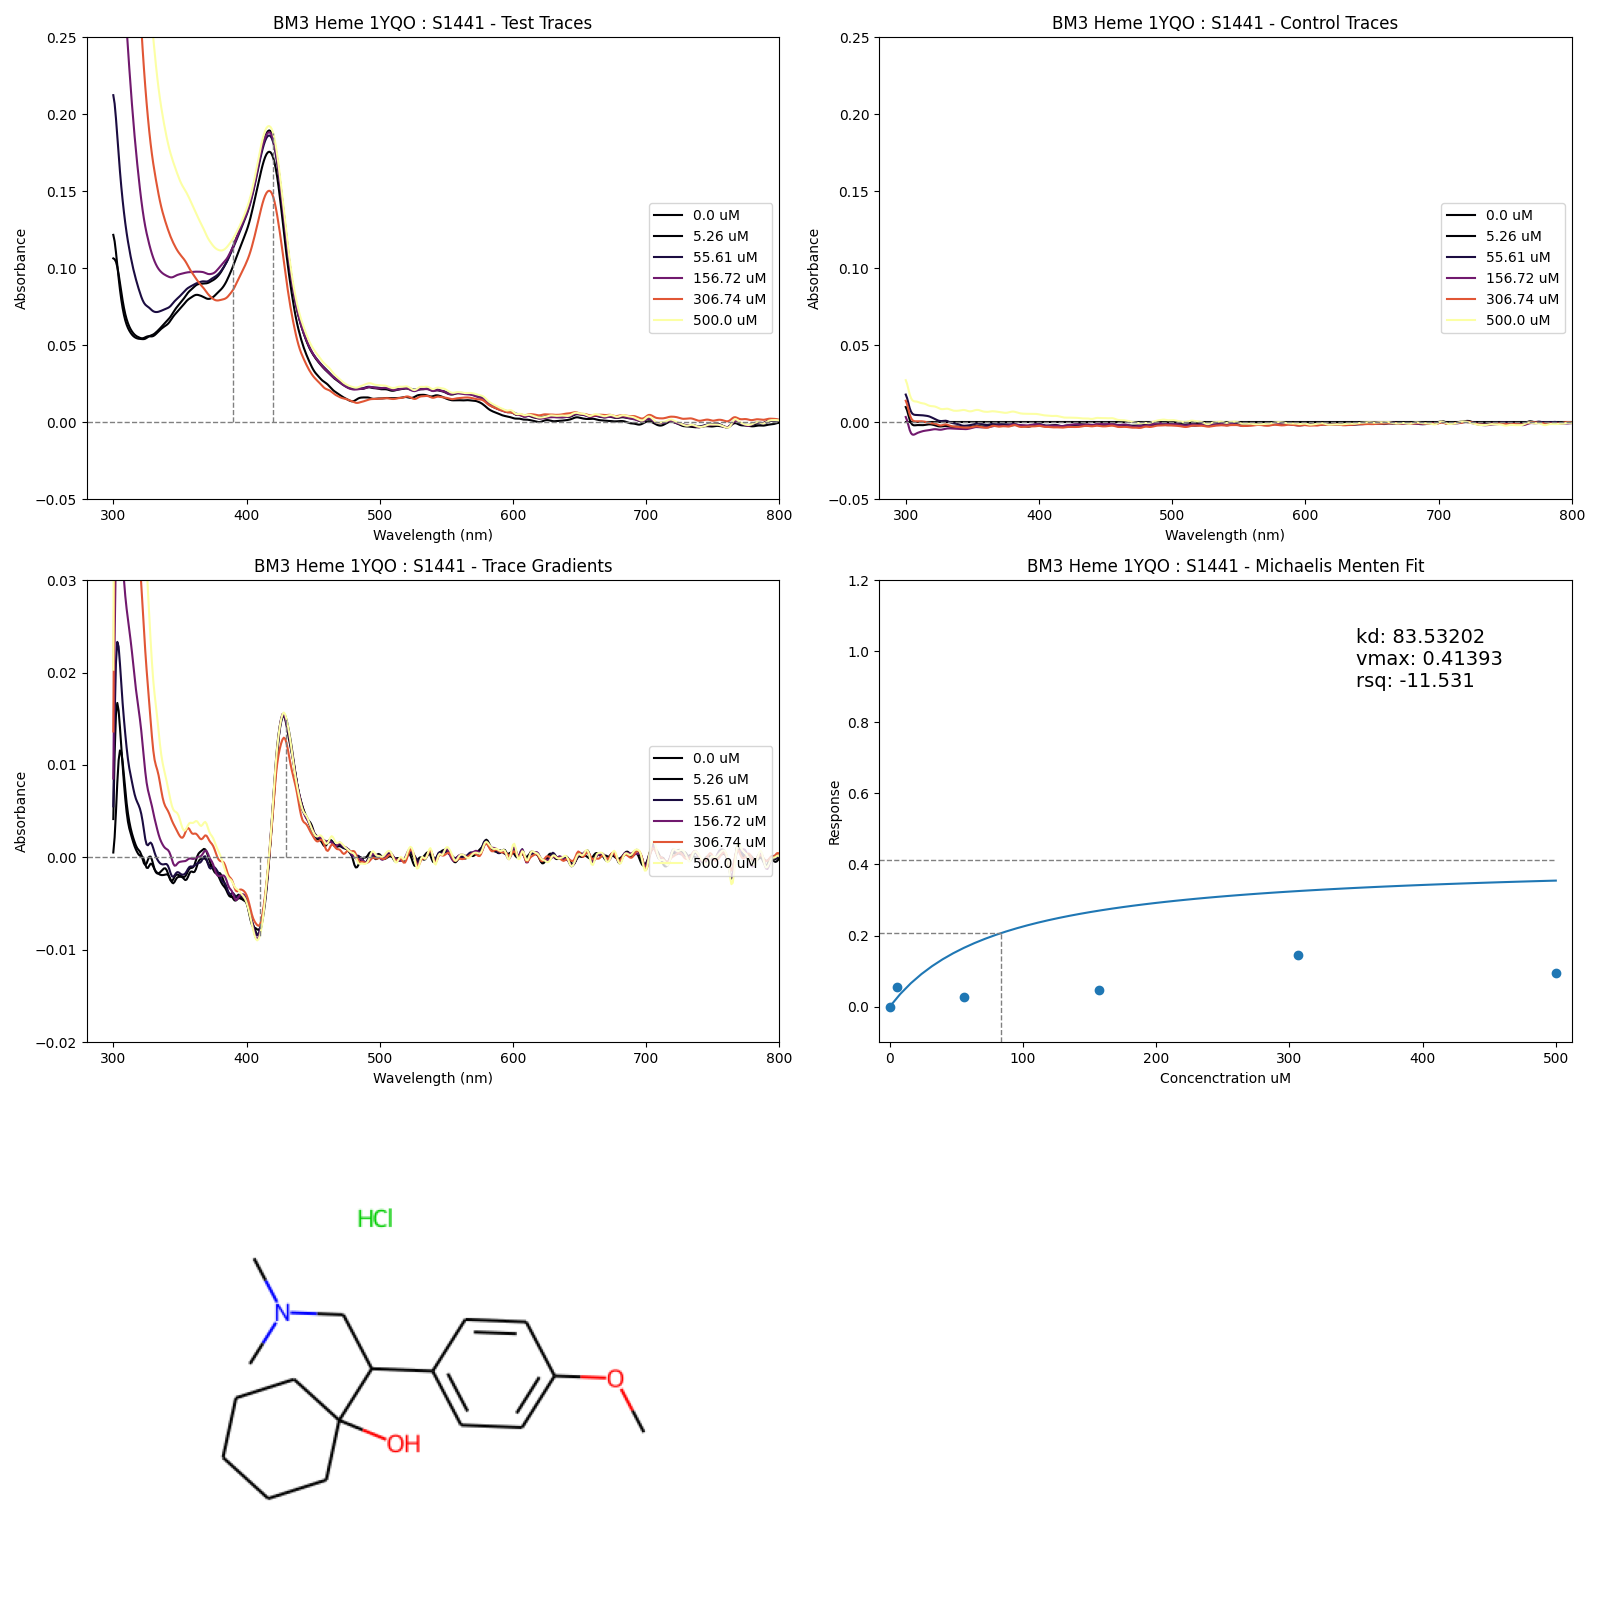 BM3 Heme 1YQO : S1441 - Test Traces
0.25
0.20
0.15
0.10
0.05
0.00
−0.05
Absorbance
300 400 500 600 700 800
Wavelength (nm)
0.0 uM
5.26 uM
55.61 uM
156.72 uM
306.74 uM
500.0 uM
BM3 Heme 1YQO : S1441 - Control Traces
0.25
0.20
0.15
0.10
0.05
0.00
−0.05
Absorbance
300 400 500 600 700 800
Wavelength (nm)
0.0 uM
5.26 uM
55.61 uM
156.72 uM
306.74 uM
500.0 uM
BM3 Heme 1YQO : S1441 - Trace Gradients
0.03
0.02
0.01
0.00
−0.01
−0.02
Absorbance
300 400 500 600 700 800
Wavelength (nm)
0.0 uM
5.26 uM
55.61 uM
156.72 uM
306.74 uM
500.0 uM
BM3 Heme 1YQO : S1441 - Michaelis Menten Fit
1.2
1.0
0.8
0.6
0.4
0.2
0.0
Response
0 100 200 300 400 500
Concenctration uM
kd: 83.53202
vmax: 0.41393
rsq: -11.531
HCl
N
O
OH